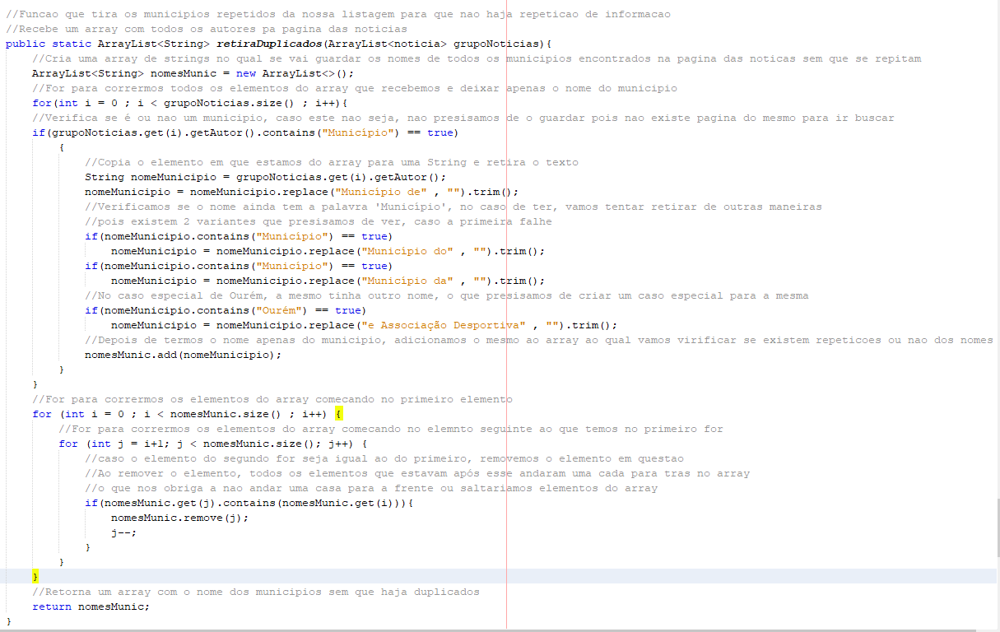 //Funcao que tira os municipios repetidos da nossa listagem para que nao haja repeticao de informacao
//Recebe um array com todos os autores pa pagina das noticias
public static ArrayList<String> retiraDuplicados(ArrayList<noticia> grupoNoticias){
//Cria uma array de strings no qual se vai guardar os nomes de todos os municipios encontrados na pagina das noticas sem que se repitam
ArrayList<String> nomesMunic = new ArrayList<>();
//For para corrermos todos os elementos do array que recebemos e deixar apenas o nome do municipio
for(int i = 0 ; i < grupoNoticias.size() ; i++){
//Verifica se é ou nao um municipio, caso este nao seja, nao presisamos de o guardar pois nao existe pagina do mesmo para ir buscar
if(grupoNoticias.get(i).getAutor().contains("Município") == true)
{
//Copia o elemento em que estamos do array para uma String e retira o texto
String nomeMunicipio = grupoNoticias.get(i).getAutor();
nomeMunicipio = nomeMunicipio.replace("Município de" , "").trim();
//Verificamos se o nome ainda tem a palavra 'Município', no caso de ter, vamos tentar retirar de outras maneiras
//pois existem 2 variantes que presisamos de ver, caso a primeira falhe
if(nomeMunicipio.contains("Município") == true)
nomeMunicipio = nomeMunicipio.replace("Município do" , "").trim();
if(nomeMunicipio.contains("Município") == true)
nomeMunicipio = nomeMunicipio.replace("Município da" , "").trim();
//No caso especial de Ourém, a mesmo tinha outro nome, o que presisamos de criar um caso especial para a mesma
if(nomeMunicipio.contains("Ourém") == true)
nomeMunicipio = nomeMunicipio.replace("e Associação Desportiva" , "").trim();
//Depois de termos o nome apenas do municipio, adicionamos o mesmo ao array ao qual vamos virificar se existem repeticoes ou nao dos nomes
nomesMunic.add(nomeMunicipio);
}
}
//For para corrermos os elementos do array comecando no primeiro elemento
for (int i = 0 ; i < nomesMunic.size() ; i++) {
//For para corrermos os elementos do array comecando no elemnto seguinte ao que temos no primeiro for
for (int j = i+1; j < nomesMunic.size(); j++) {
//caso o elemento do segundo for seja igual ao do primeiro, removemos o elemento em questao
//Ao remover o elemento, todos os elementos que estavam após esse andaram uma cada para tras no array
//o que nos obriga a nao andar uma casa para a frente ou saltariamos elementos do array
if(nomesMunic.get(j).contains(nomesMunic.get(i))){
nomesMunic.remove(j);
j--;
}
}
}
//Retorna um array com o nome dos municipios sem que haja duplicados
return nomesMunic;
}